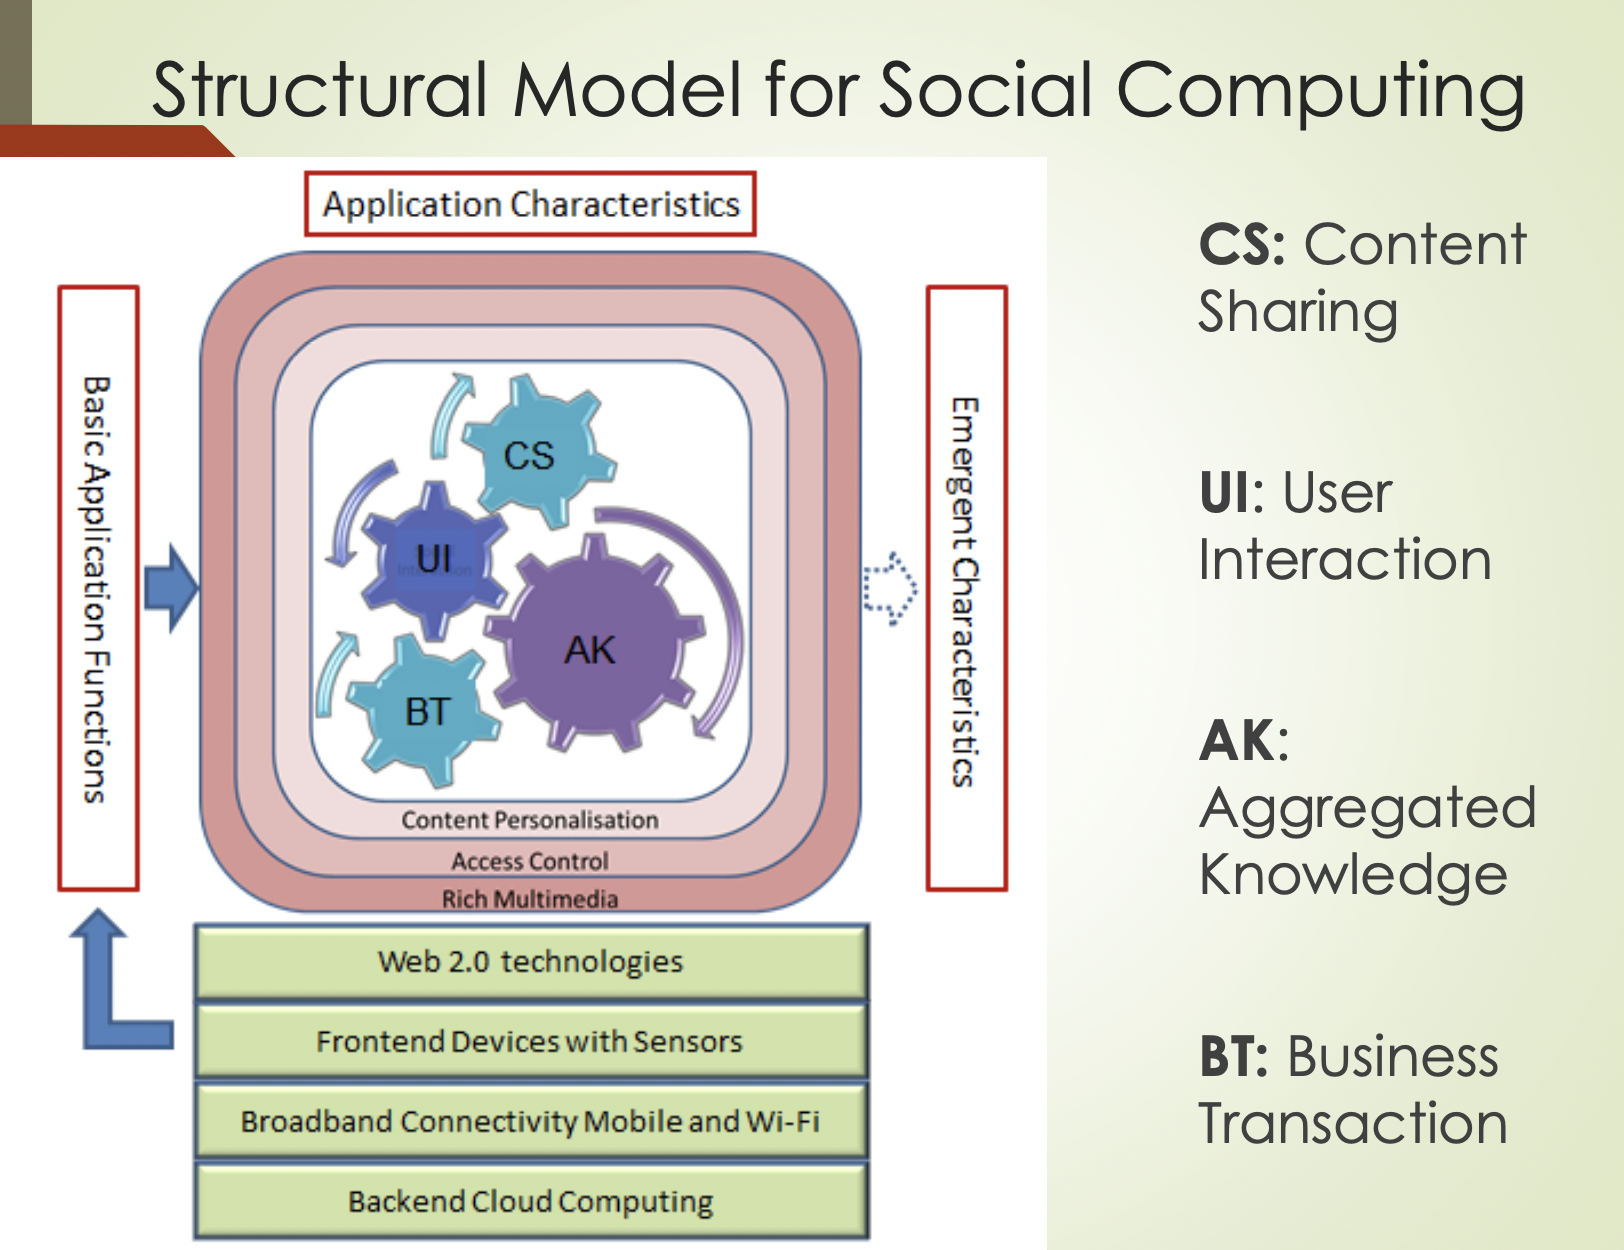 Structural Model for Social Computing
Application Characteristics
Basic Application Functions
CS
UI
AK
BT
Content Personalisation
Access Control
Rich Multimedia
Emergent Characteristics
Web 2.0 technologies
Frontend Devices with Sensors
Broadband Connectivity Mobile and Wi-Fi
Backend Cloud Computing
CS: Content
Sharing
UI: User
Interaction
AK:
Aggregated
Knowledge
BT: Business
Transaction